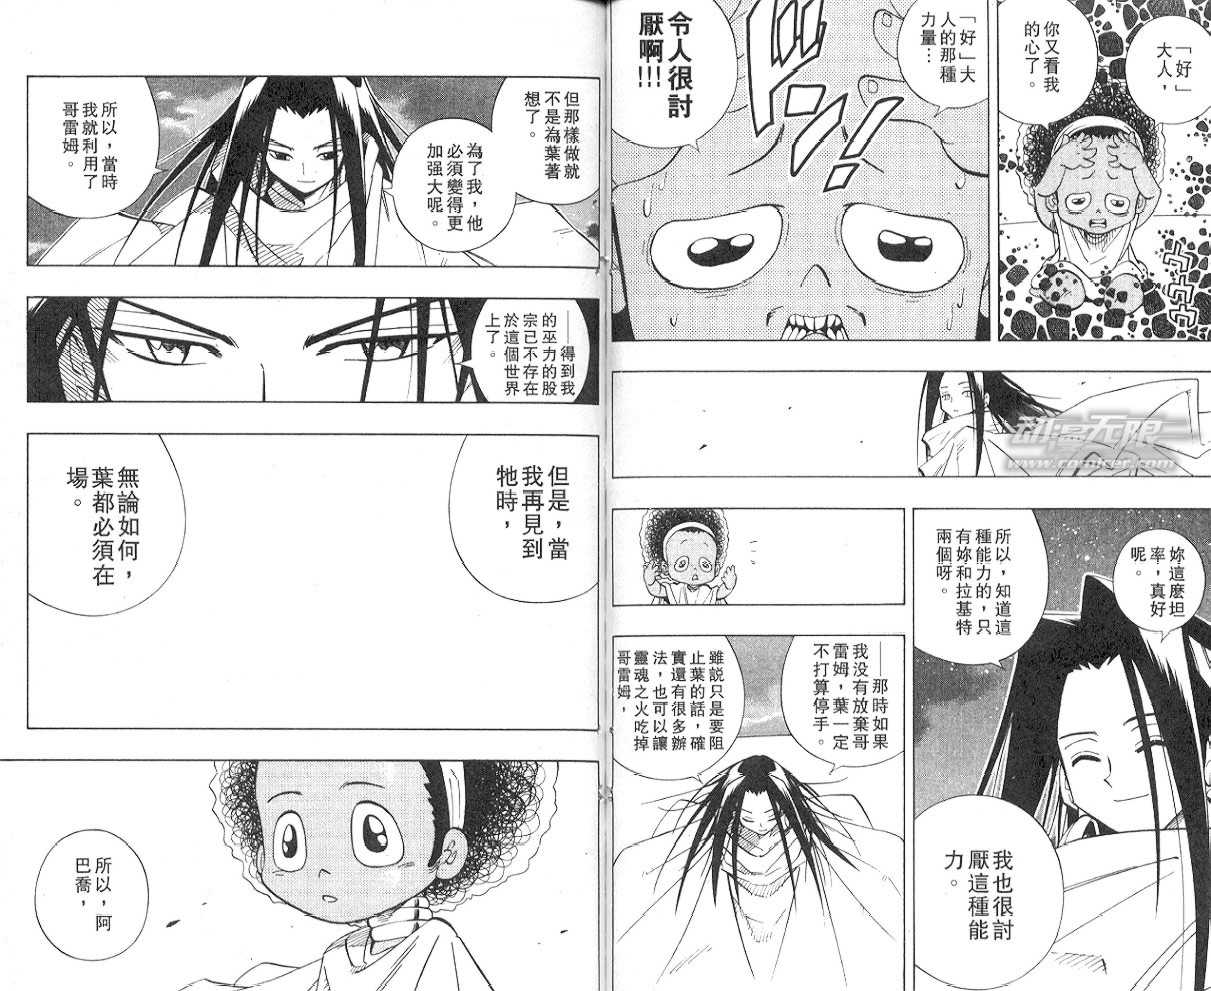 「好」
大人，
你又看我
的心了。
「好」大
人的那種
力量…
令人很討
厭啊!!!
动漫无限
www.comicer.com
妳這麼坦
率，真好
呢。
所以，知道這
種能力的，只
有妳和拉基特
兩個呀。
我也很討
厭這種能
力。
——那時如果
我没有放棄哥
雷姆，葉一定
不打算停手。
雖説只是要阻
止葉的話，確
實還有很多辦
法，也可以讓
靈魂之火吃掉
哥雷姆，
但那樣做就
不是為葉著
想了。
為了我，他
必須變得更
加强大呢。
所以，當時
我就利用了
哥雷姆。
——得到我
的巫力的股
宗已不存在
於這個世界
上了。
但是，當
我再見到
牠時，
無論如何，
葉都必須在
場。
所以，阿
巴喬，